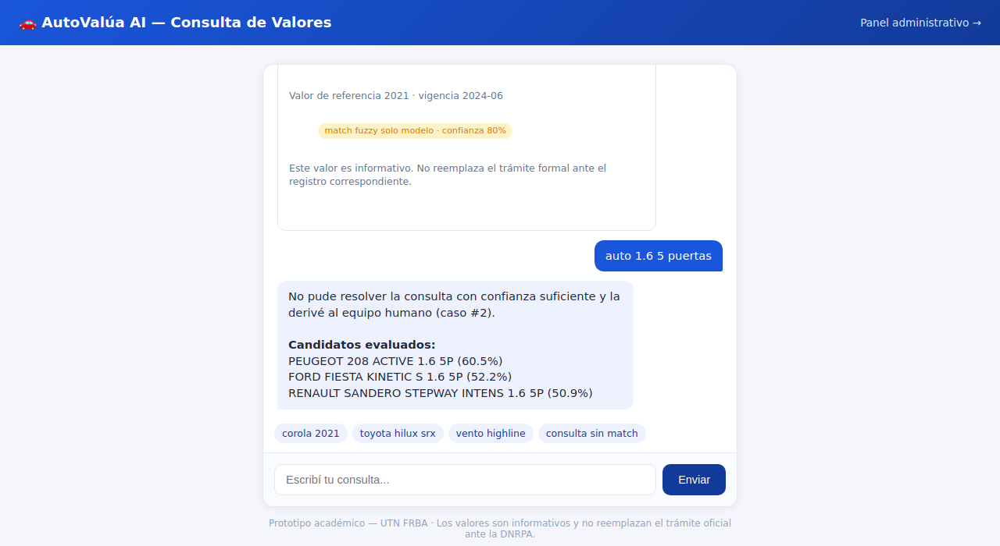 🚗 AutoValúa AI — Consulta de Valores
Panel administrativo →
Valor de referencia 2021 · vigencia 2024-06
match fuzzy solo modelo · confianza 80%
Este valor es informativo. No reemplaza el trámite formal ante el
registro correspondiente.
auto 1.6 5 puertas
No pude resolver la consulta con confianza suficiente y la
derivé al equipo humano (caso #2).
Candidatos evaluados:
PEUGEOT 208 ACTIVE 1.6 5P (60.5%)
FORD FIESTA KINETIC S 1.6 5P (52.2%)
RENAULT SANDERO STEPWAY INTENS 1.6 5P (50.9%)
corola 2021
toyota hilux srx
vento highline
consulta sin match
Escribí tu consulta...
Enviar
Prototipo académico — UTN FRBA · Los valores son informativos y no reemplazan el trámite oficial
ante la DNRPA.